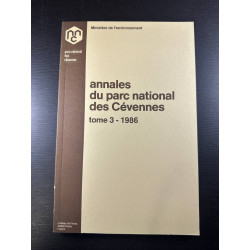 Ministère de l'environnement
parc national
des cévennes
annales
du parc national
des Cévennes
tome 3 - 1986